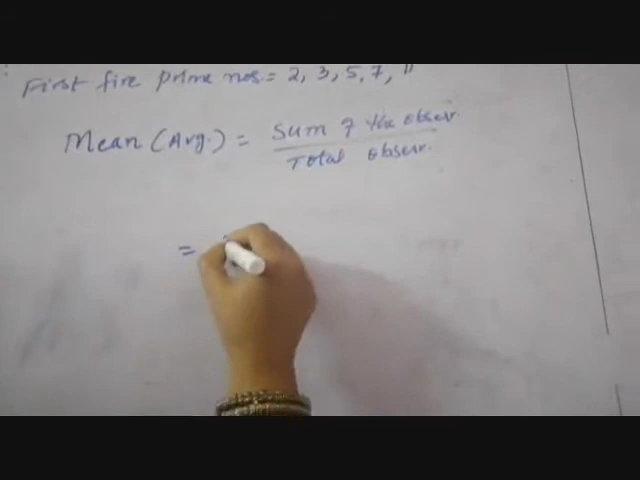 First five prime nos. = 2, 3, 5, 7, 11
Mean (Avg.) = Sum of the obser.
Total obser.
=